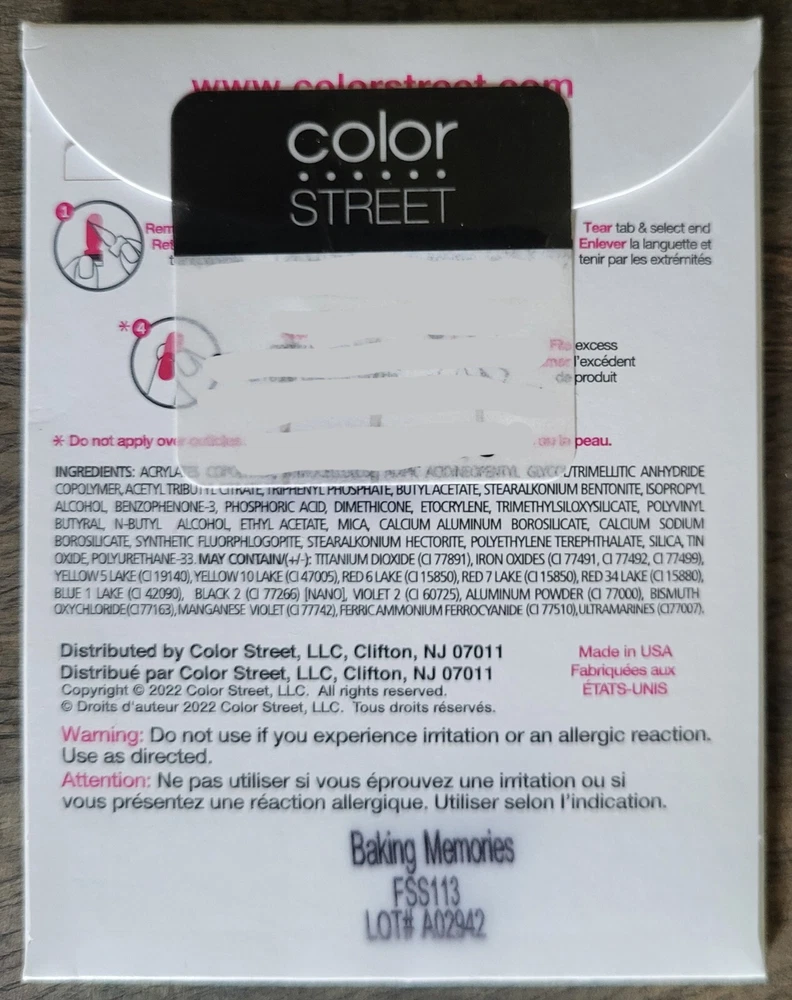 www.colorstreet.com
color
STREET
1
Tear tab & select end
Enlever la languette et
tenir par les extrémités
* 4
excess
l'excédent
de produit
* Do not apply over cuticles
peau.
INGREDIENTS: ACRYLATES GLYCOL/TRIMELLITIC ANHYDRIDE
COPOLYMER, ACETYL TRIBUTYL CITRATE, TRIPHENYL PHOSPHATE, BUTYL ACETATE, STEARALKONIUM BENTONITE, ISOPROPYL
ALCOHOL, BENZOPHENONE-3, PHOSPHORIC ACID, DIMETHICONE, ETOCRYLENE, TRIMETHYLSILOXYSILICATE, POLYVINYL
BUTYRAL, N-BUTYL ALCOHOL, ETHYL ACETATE, MICA, CALCIUM ALUMINUM BOROSILICATE, CALCIUM SODIUM
BOROSILICATE, SYNTHETIC FLUORPHLOGOPITE, STEARALKONIUM HECTORITE, POLYETHYLENE TEREPHTHALATE, SILICA, TIN
OXIDE, POLYURETHANE-33. MAY CONTAIN/(+/-): TITANIUM DIOXIDE (CI 77891), IRON OXIDES (CI 77491, CI 77492, CI 77499),
YELLOW 5 LAKE (CI 19140), YELLOW 10 LAKE (CI 47005), RED 6 LAKE (CI 15850), RED 7 LAKE (CI 15850), RED 34 LAKE (CI 15880),
BLUE 1 LAKE (CI 42090), BLACK 2 (CI 77266) [NANO], VIOLET 2 (CI 60725), ALUMINUM POWDER (CI 77000), BISMUTH
OXYCHLORIDE (CI 77163), MANGANESE VIOLET (CI 77742), FERRIC AMMONIUM FERROCYANIDE (CI 77510), ULTRAMARINES (CI 77007).
Distributed by Color Street, LLC, Clifton, NJ 07011
Distribué par Color Street, LLC, Clifton, NJ 07011
Copyright © 2022 Color Street, LLC. All rights reserved.
© Droits d'auteur 2022 Color Street, LLC. Tous droits réservés.
Made in USA
Fabriquées aux
ÉTATS-UNIS
Warning: Do not use if you experience irritation or an allergic reaction.
Use as directed.
Attention: Ne pas utiliser si vous éprouvez une irritation ou si
vous présentez une réaction allergique. Utiliser selon l'indication.
Baking Memories
FSS113
LOT# A02942